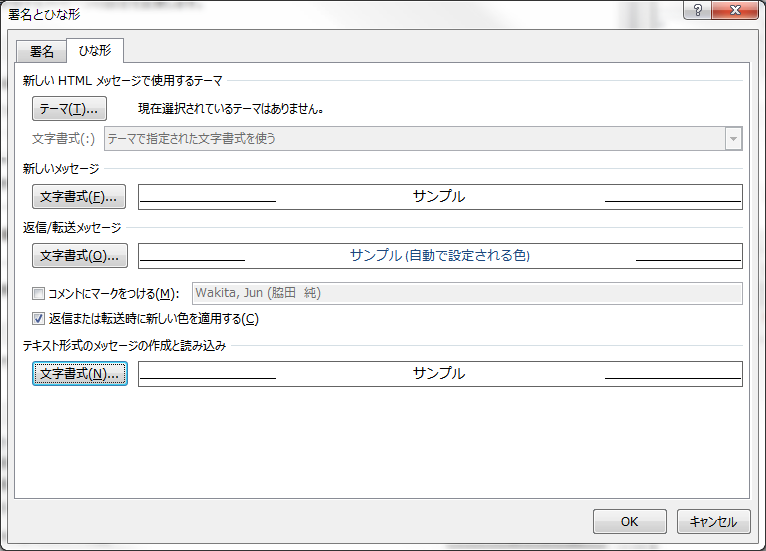 署名とひな形
署名
ひな形
新しい HTML メッセージで使用するテーマ
テーマ(T)...
現在選択されているテーマはありません。
文字書式(:)
テーマで指定された文字書式を使う
新しいメッセージ
文字書式(F)...
サンプル
返信/転送メッセージ
文字書式(O)...
サンプル (自動で設定される色)
コメントにマークをつける(M):
Wakita, Jun (脇田 純)
返信または転送時に新しい色を適用する(C)
テキスト形式のメッセージの作成と読み込み
文字書式(N)...
サンプル
OK
キャンセル